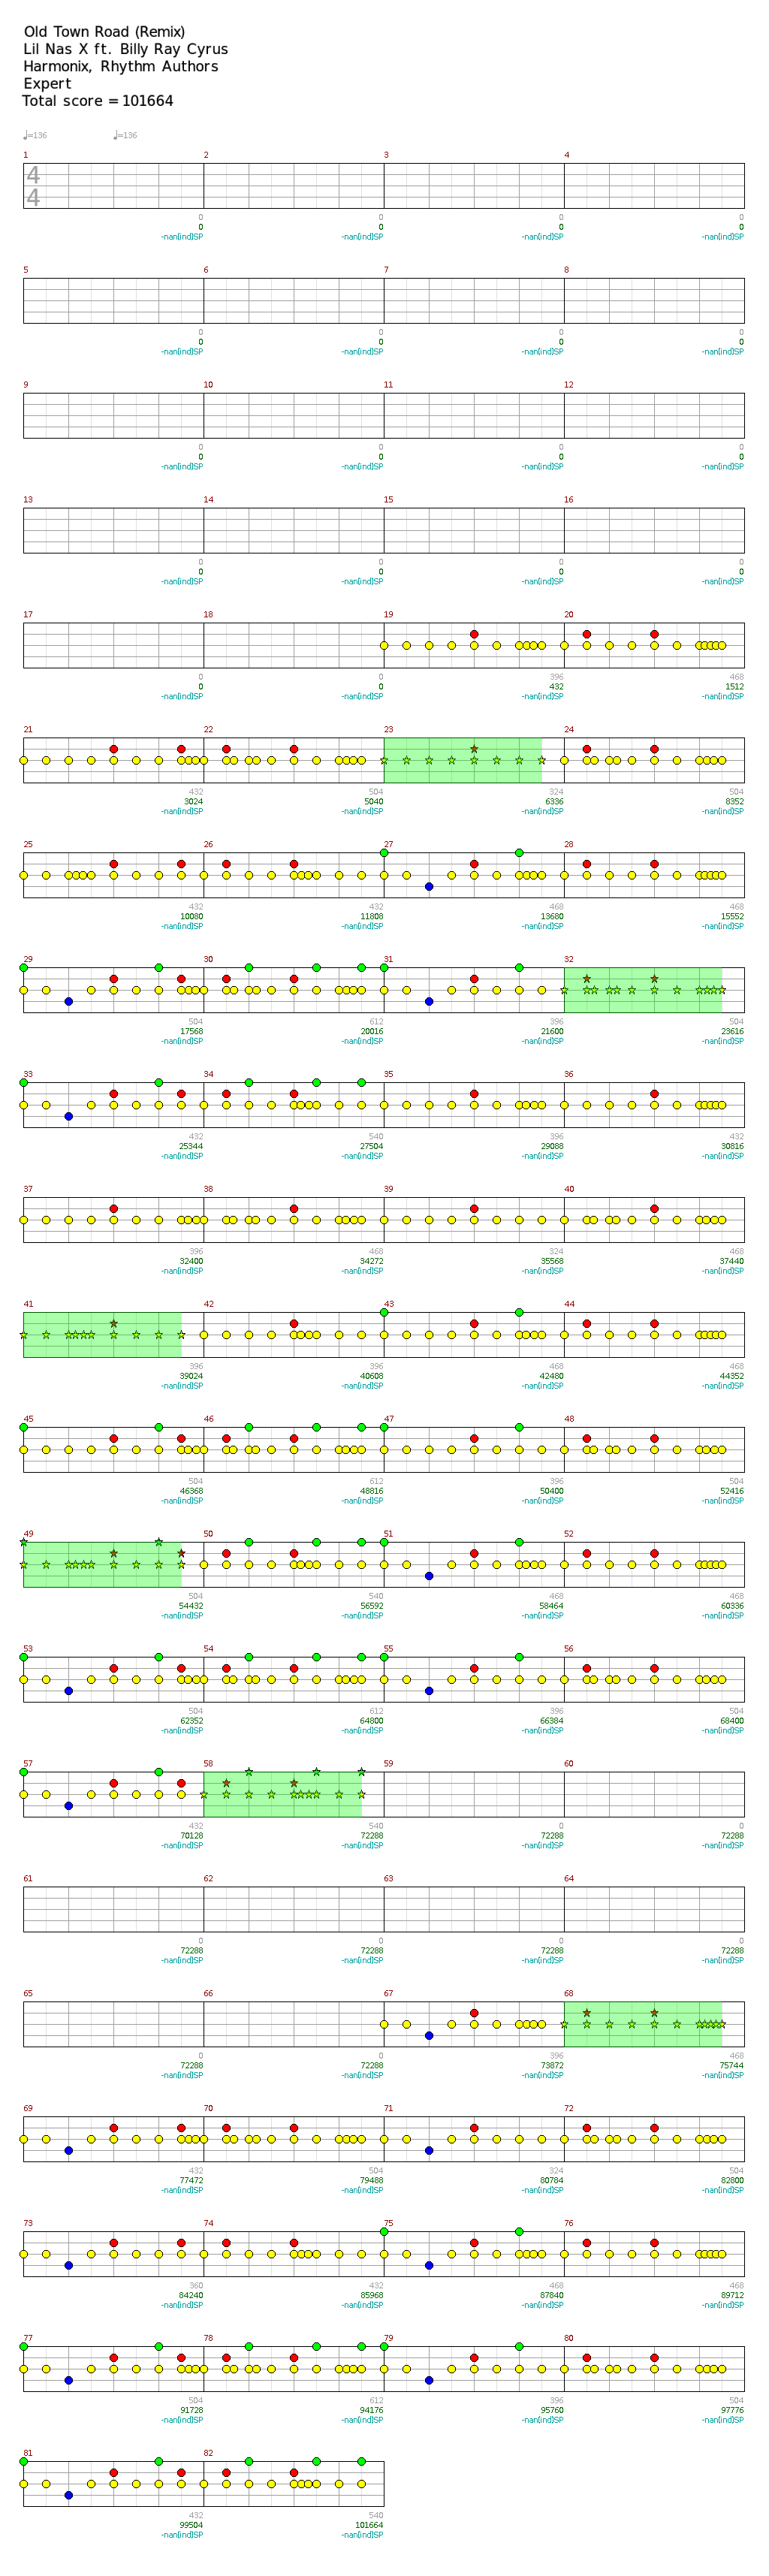 Old Town Road (Remix)
Lil Nas X ft. Billy Ray Cyrus
Harmonix, Rhythm Authors
Expert
Total score = 101664
♩=136 ♩=136
1 2 3 4
4
4
0 0 0 0
0 0 0 0
-nan(ind)SP -nan(ind)SP -nan(ind)SP -nan(ind)SP
5 6 7 8
0 0 0 0
0 0 0 0
-nan(ind)SP -nan(ind)SP -nan(ind)SP -nan(ind)SP
9 10 11 12
0 0 0 0
0 0 0 0
-nan(ind)SP -nan(ind)SP -nan(ind)SP -nan(ind)SP
13 14 15 16
0 0 0 0
0 0 0 0
-nan(ind)SP -nan(ind)SP -nan(ind)SP -nan(ind)SP
17 18 19 20
0 0 396 468
0 0 432 1512
-nan(ind)SP -nan(ind)SP -nan(ind)SP -nan(ind)SP
21 22 23 24
432 504 324 504
3024 5040 6336 8352
-nan(ind)SP -nan(ind)SP -nan(ind)SP -nan(ind)SP
25 26 27 28
432 432 468 468
10080 11808 13680 15552
-nan(ind)SP -nan(ind)SP -nan(ind)SP -nan(ind)SP
29 30 31 32
504 612 396 504
17568 20016 21600 23616
-nan(ind)SP -nan(ind)SP -nan(ind)SP -nan(ind)SP
33 34 35 36
432 540 396 432
25344 27504 29088 30816
-nan(ind)SP -nan(ind)SP -nan(ind)SP -nan(ind)SP
37 38 39 40
396 468 324 468
32400 34272 35568 37440
-nan(ind)SP -nan(ind)SP -nan(ind)SP -nan(ind)SP
41 42 43 44
396 396 468 468
39024 40608 42480 44352
-nan(ind)SP -nan(ind)SP -nan(ind)SP -nan(ind)SP
45 46 47 48
504 612 396 504
46368 48816 50400 52416
-nan(ind)SP -nan(ind)SP -nan(ind)SP -nan(ind)SP
49 50 51 52
504 540 468 468
54432 56592 58464 60336
-nan(ind)SP -nan(ind)SP -nan(ind)SP -nan(ind)SP
53 54 55 56
504 612 396 504
62352 64800 66384 68400
-nan(ind)SP -nan(ind)SP -nan(ind)SP -nan(ind)SP
57 58 59 60
432 540 0 0
70128 72288 72288 72288
-nan(ind)SP -nan(ind)SP -nan(ind)SP -nan(ind)SP
61 62 63 64
0 0 0 0
72288 72288 72288 72288
-nan(ind)SP -nan(ind)SP -nan(ind)SP -nan(ind)SP
65 66 67 68
0 0 396 468
72288 72288 73872 75744
-nan(ind)SP -nan(ind)SP -nan(ind)SP -nan(ind)SP
69 70 71 72
432 504 324 504
77472 79488 80784 82800
-nan(ind)SP -nan(ind)SP -nan(ind)SP -nan(ind)SP
73 74 75 76
360 432 468 468
84240 85968 87840 89712
-nan(ind)SP -nan(ind)SP -nan(ind)SP -nan(ind)SP
77 78 79 80
504 612 396 504
91728 94176 95760 97776
-nan(ind)SP -nan(ind)SP -nan(ind)SP -nan(ind)SP
81 82
432 540
99504 101664
-nan(ind)SP -nan(ind)SP